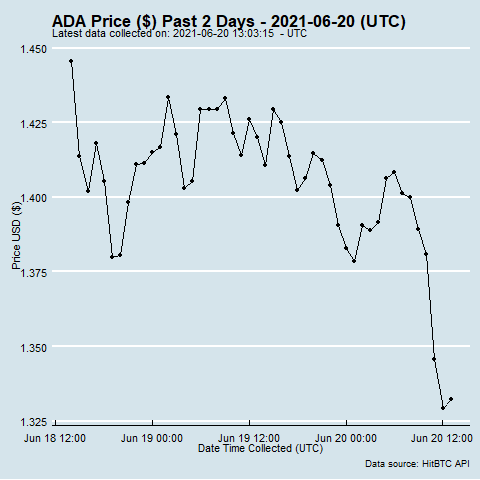 ADA Price ($) Past 2 Days - 2021-06-20 (UTC)
Latest data collected on: 2021-06-20 13:03:15 - UTC
1.450
1.425
1.400
1.375
1.350
1.325
Price USD ($)
Jun 18 12:00 Jun 19 00:00 Jun 19 12:00 Jun 20 00:00 Jun 20 12:00
Date Time Collected (UTC)
Data source: HitBTC API